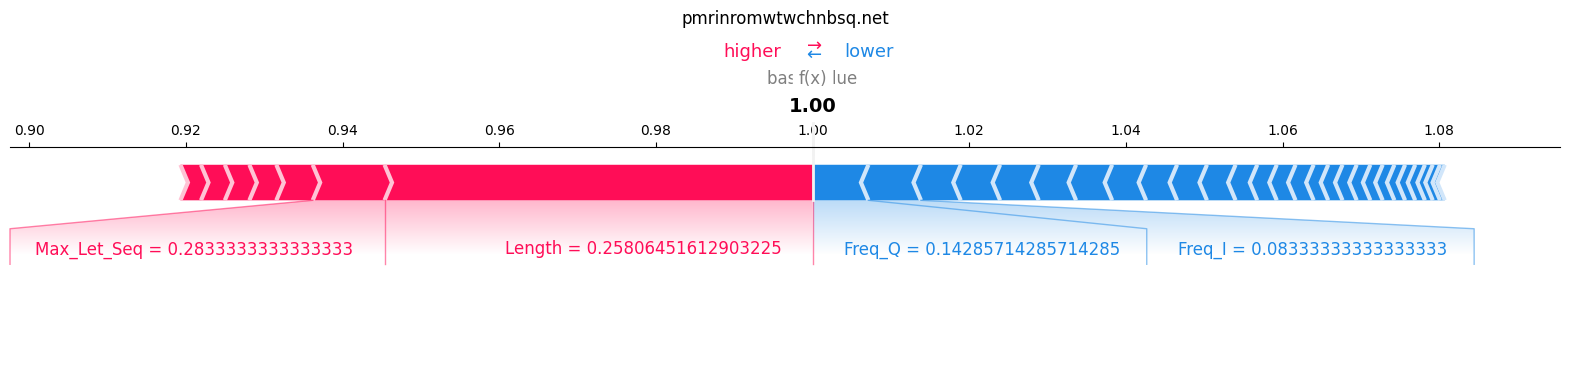 pmrinromwtwchnbsq.net
higher ⇄ lower
bas f(x) lue
1.00
0.90 0.92 0.94 0.96 0.98 1.00 1.02 1.04 1.06 1.08
Max_Let_Seq = 0.2833333333333333 Length = 0.25806451612903225 Freq_Q = 0.14285714285714285 Freq_I = 0.08333333333333333